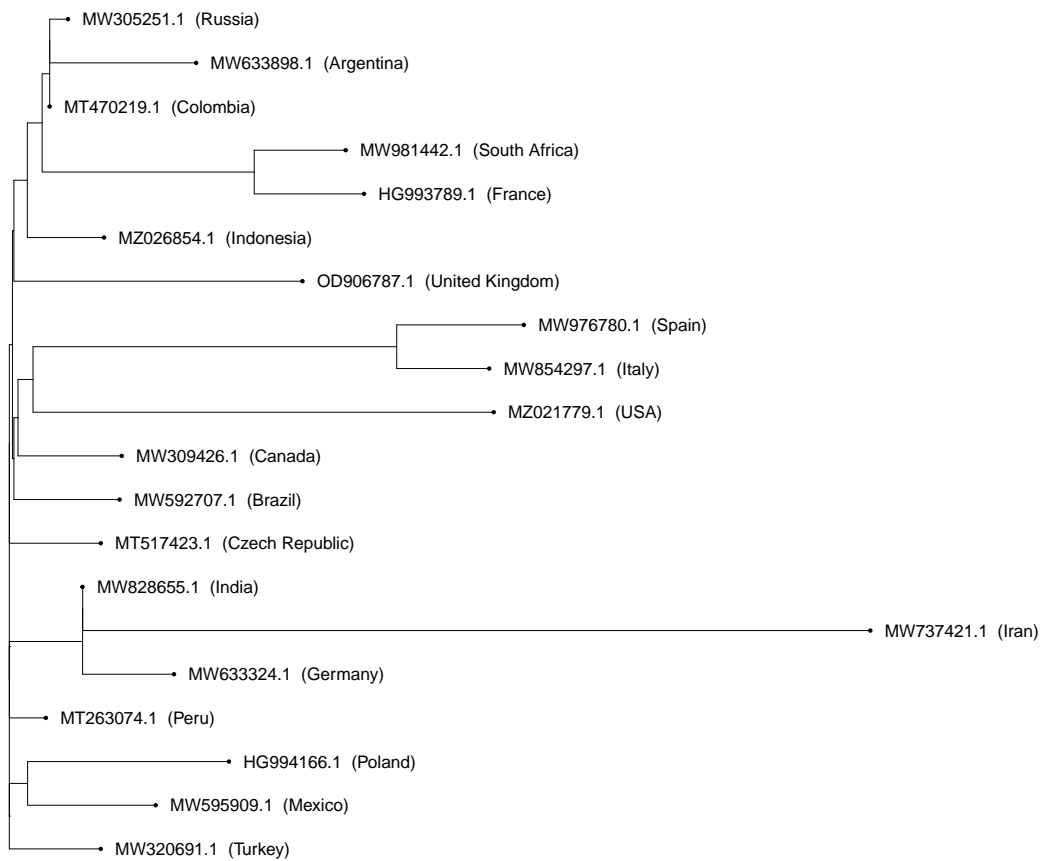 MW305251.1 (Russia)
MW633898.1 (Argentina)
MT470219.1 (Colombia)
MW981442.1 (South Africa)
HG993789.1 (France)
MZ026854.1 (Indonesia)
OD906787.1 (United Kingdom)
MW976780.1 (Spain)
MW854297.1 (Italy)
MZ021779.1 (USA)
MW309426.1 (Canada)
MW592707.1 (Brazil)
MT517423.1 (Czech Republic)
MW828655.1 (India)
MW737421.1 (Iran)
MW633324.1 (Germany)
MT263074.1 (Peru)
HG994166.1 (Poland)
MW595909.1 (Mexico)
MW320691.1 (Turkey)